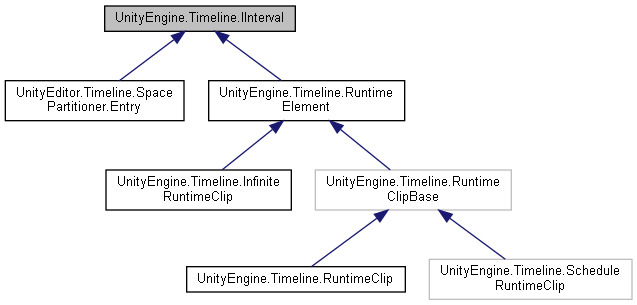 UnityEngine.Timeline.IInterval
UnityEditor.Timeline.Space
Partitioner.Entry
UnityEngine.Timeline.Runtime
Element
UnityEngine.Timeline.Infinite
RuntimeClip
UnityEngine.Timeline.Runtime
ClipBase
UnityEngine.Timeline.RuntimeClip
UnityEngine.Timeline.Schedule
RuntimeClip